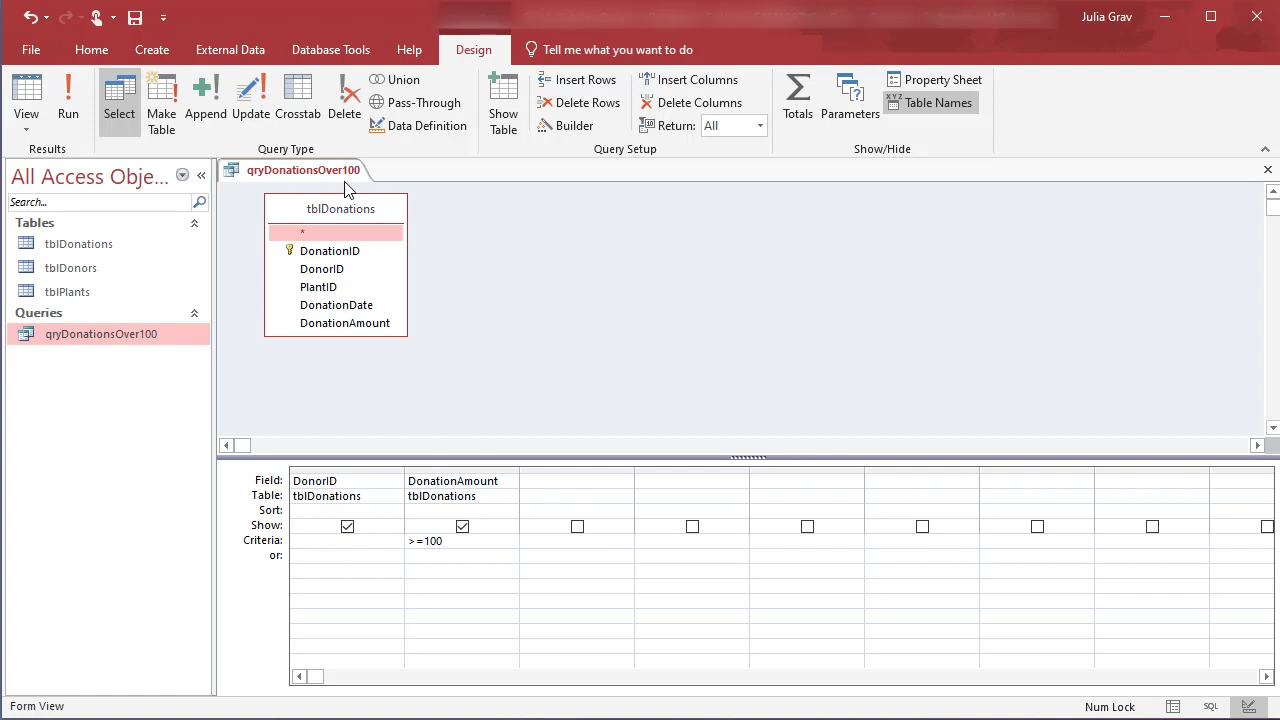 Julia Grav
File Home Create External Data Database Tools Help Design Tell me what you want to do
View Run Select Make Table Append Update Crosstab Delete Union Pass-Through Data Definition Show Table Insert Rows Delete Rows Builder Insert Columns Delete Columns Return: All Totals Parameters Property Sheet Table Names
Results Query Type Query Setup Show/Hide
All Access Obje...
Search...
Tables
tblDonations
tblDonors
tblPlants
Queries
qryDonationsOver100
qryDonationsOver100
tblDonations
*
DonationID
DonorID
PlantID
DonationDate
DonationAmount
Field: DonorID DonationAmount
Table: tblDonations tblDonations
Sort:
Show:
Criteria: >=100
or:
Form View Num Lock SQL